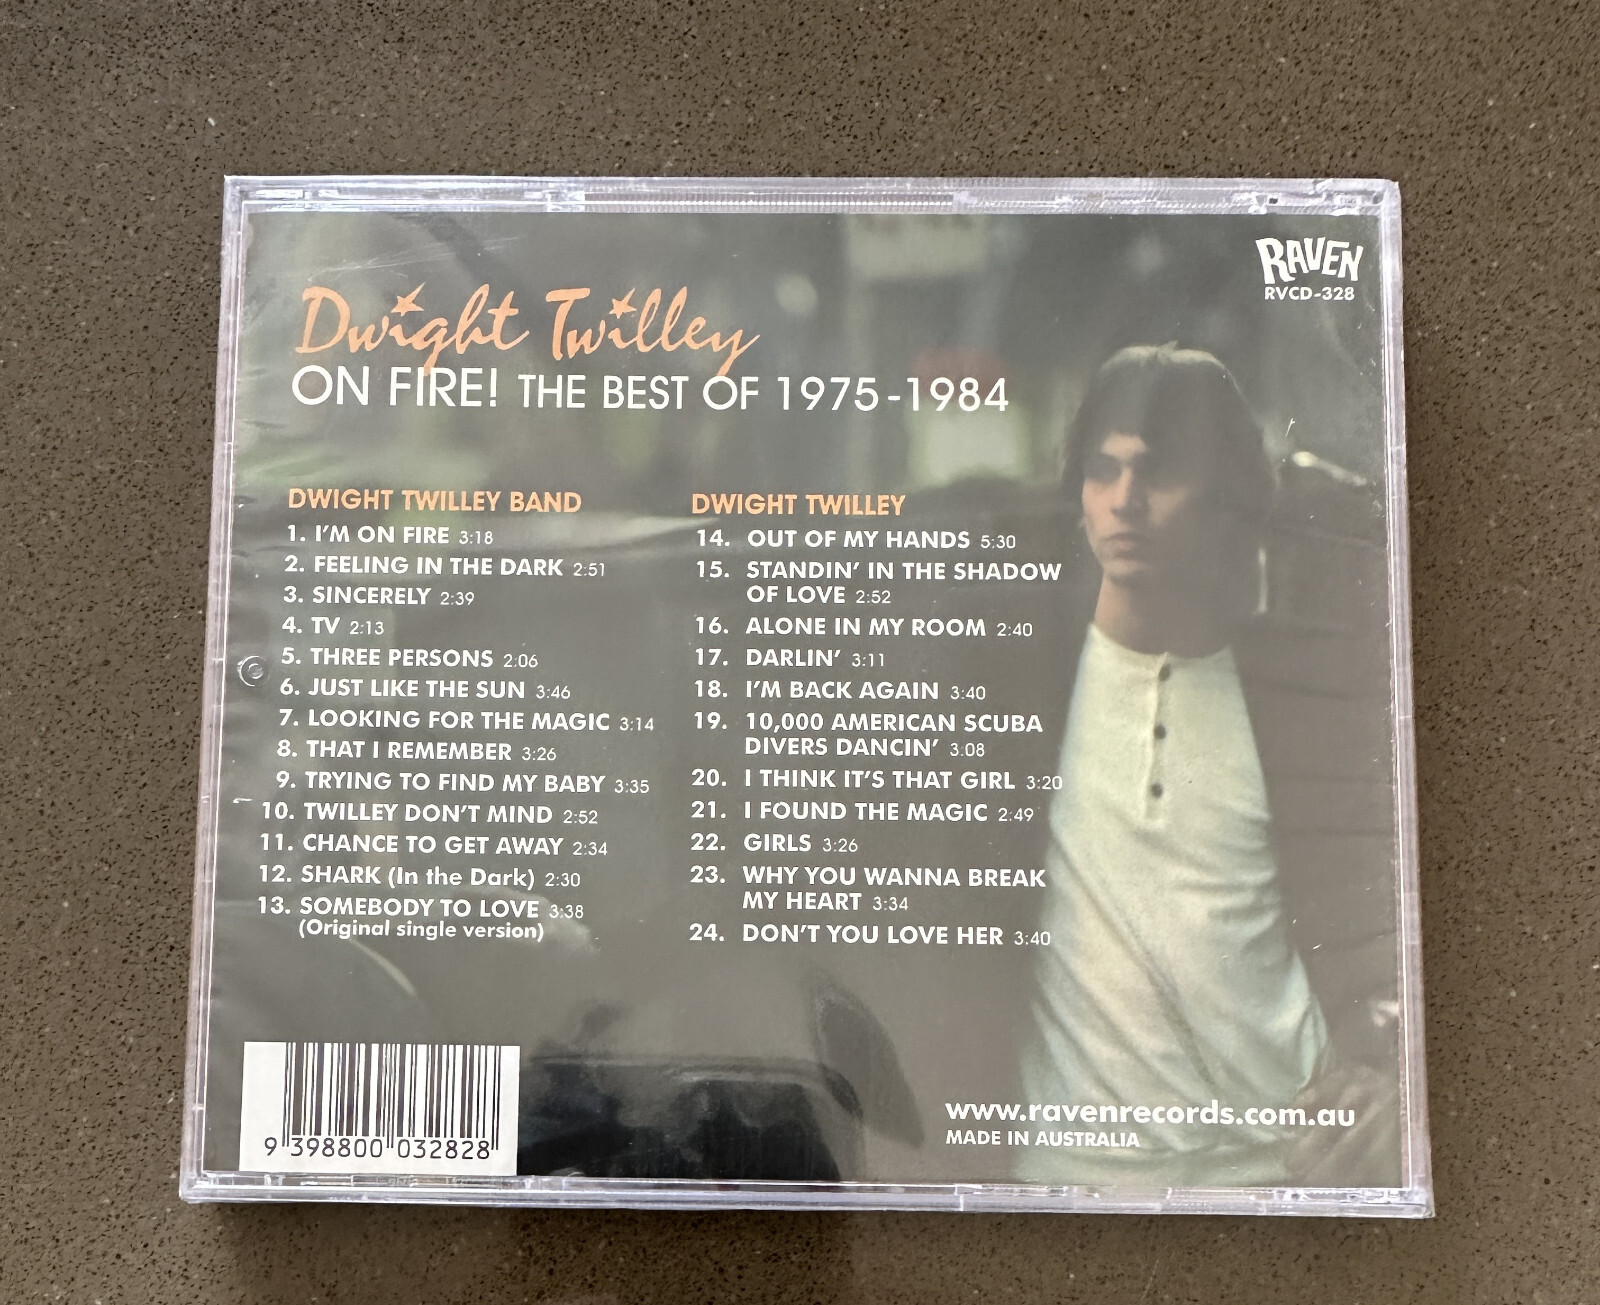 RAVEN
RVCD-328
Dwight Twilley
ON FIRE! THE BEST OF 1975-1984
DWIGHT TWILLEY BAND
1. I'M ON FIRE 3:18
2. FEELING IN THE DARK 2:51
3. SINCERELY 2:39
4. TV 2:13
5. THREE PERSONS 2:06
6. JUST LIKE THE SUN 3:46
7. LOOKING FOR THE MAGIC 3:14
8. THAT I REMEMBER 3:26
9. TRYING TO FIND MY BABY 3:35
10. TWILLEY DON'T MIND 2:52
11. CHANCE TO GET AWAY 2:34
12. SHARK (In the Dark) 2:30
13. SOMEBODY TO LOVE 3:38
(Original single version)
DWIGHT TWILLEY
14. OUT OF MY HANDS 5:30
15. STANDIN' IN THE SHADOW
OF LOVE 2:52
16. ALONE IN MY ROOM 2:40
17. DARLIN' 3:11
18. I'M BACK AGAIN 3:40
19. 10,000 AMERICAN SCUBA
DIVERS DANCIN' 3:08
20. I THINK IT'S THAT GIRL 3:20
21. I FOUND THE MAGIC 2:49
22. GIRLS 3:26
23. WHY YOU WANNA BREAK
MY HEART 3:34
24. DON'T YOU LOVE HER 3:40
9 398800 032828
www.ravenrecords.com.au
MADE IN AUSTRALIA